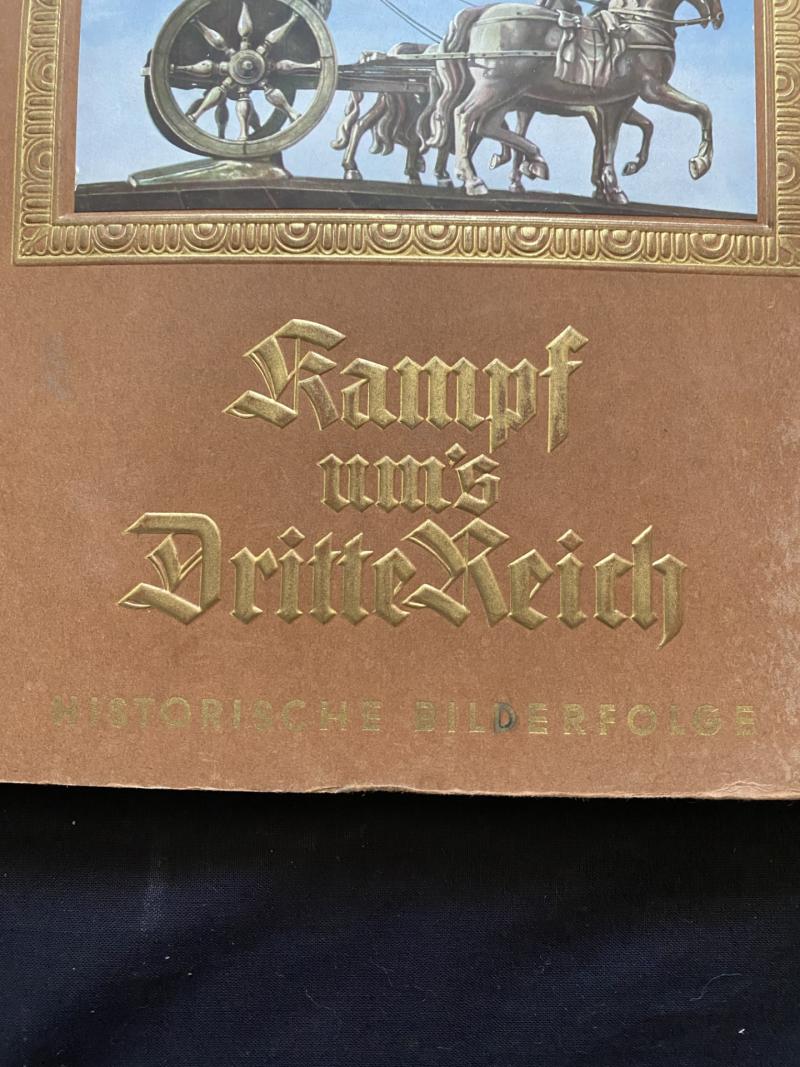 Kampf
um's
Dritte Reich
HISTORISCHE BILDERFOLGE